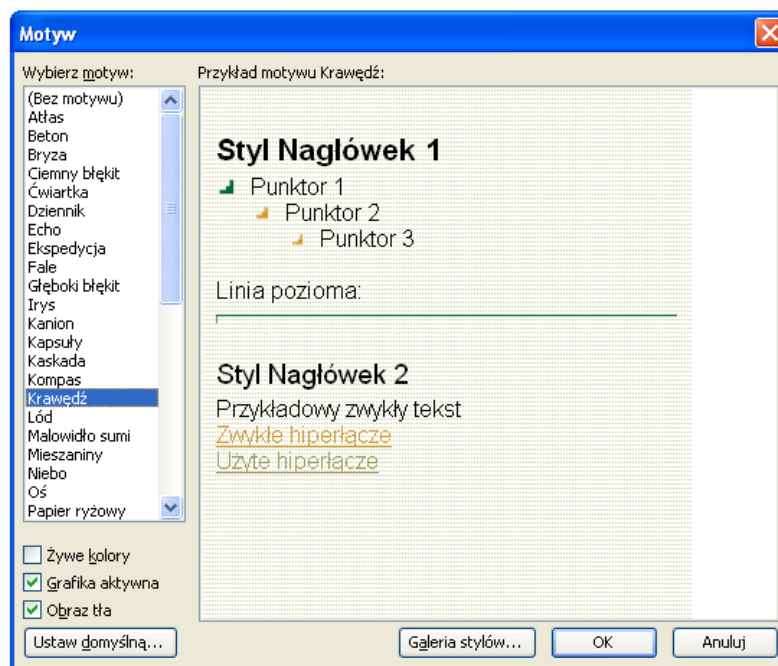 Motyw
Wybierz motyw:
Przykład motywu Krawędź:
(Bez motywu)
Atłas
Beton
Bryza
Ciemny błękit
Ćwiartka
Dziennik
Echo
Ekspedycja
Fale
Głęboki błękit
Irys
Kanion
Kapsuły
Kaskada
Kompas
Krawędź
Lód
Malowidło sumi
Mieszaniny
Niebo
Oś
Papier ryżowy
Styl Nagłówek 1
Punktor 1
Punktor 2
Punktor 3
Linia pozioma:
Styl Nagłówek 2
Przykładowy zwykły tekst
Zwykłe hiperłącze
Użyte hiperłącze
Żywe kolory
Grafika aktywna
Obraz tła
Ustaw domyślną...
Galeria stylów...
OK
Anuluj